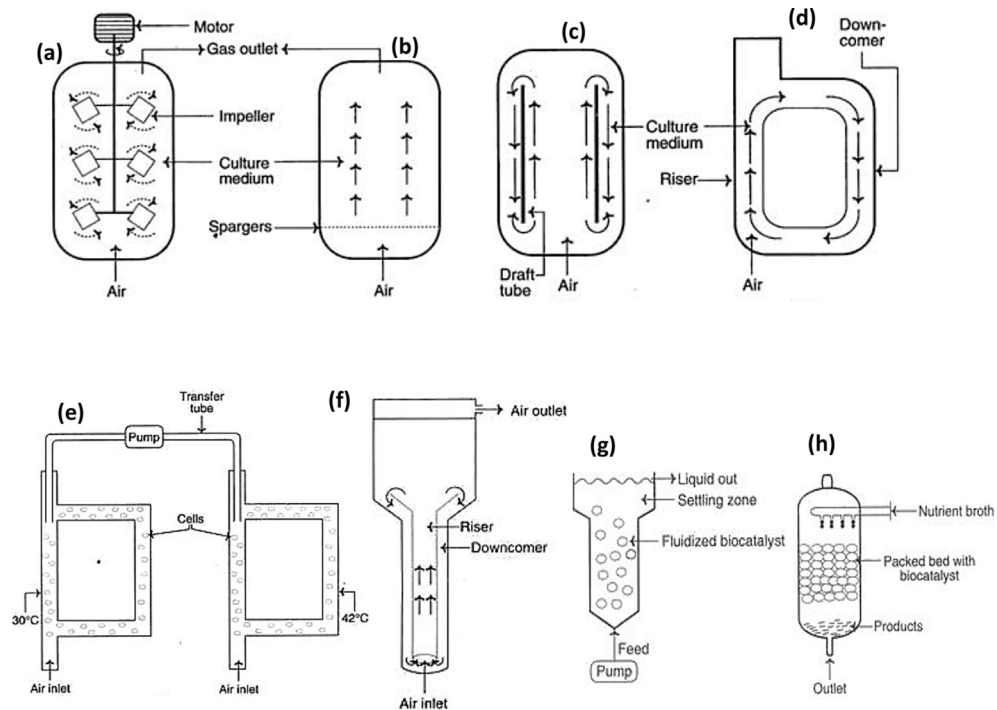 Motor
(a)
Gas outlet
(b)
Impeller
Culture
medium
Spargers
Air
Air
(c)
(d)
Down-
comer
Culture
medium
Riser
Draft
tube
Air
Air
(e)
Transfer
tube
Pump
Cells
30°C
42°C
Air inlet
Air inlet
(f)
Air outlet
Riser
Downcomer
Air inlet
(g)
Liquid out
Settling zone
Fluidized biocatalyst
Feed
Pump
(h)
Nutrient broth
Packed bed with
biocatalyst
Products
Outlet